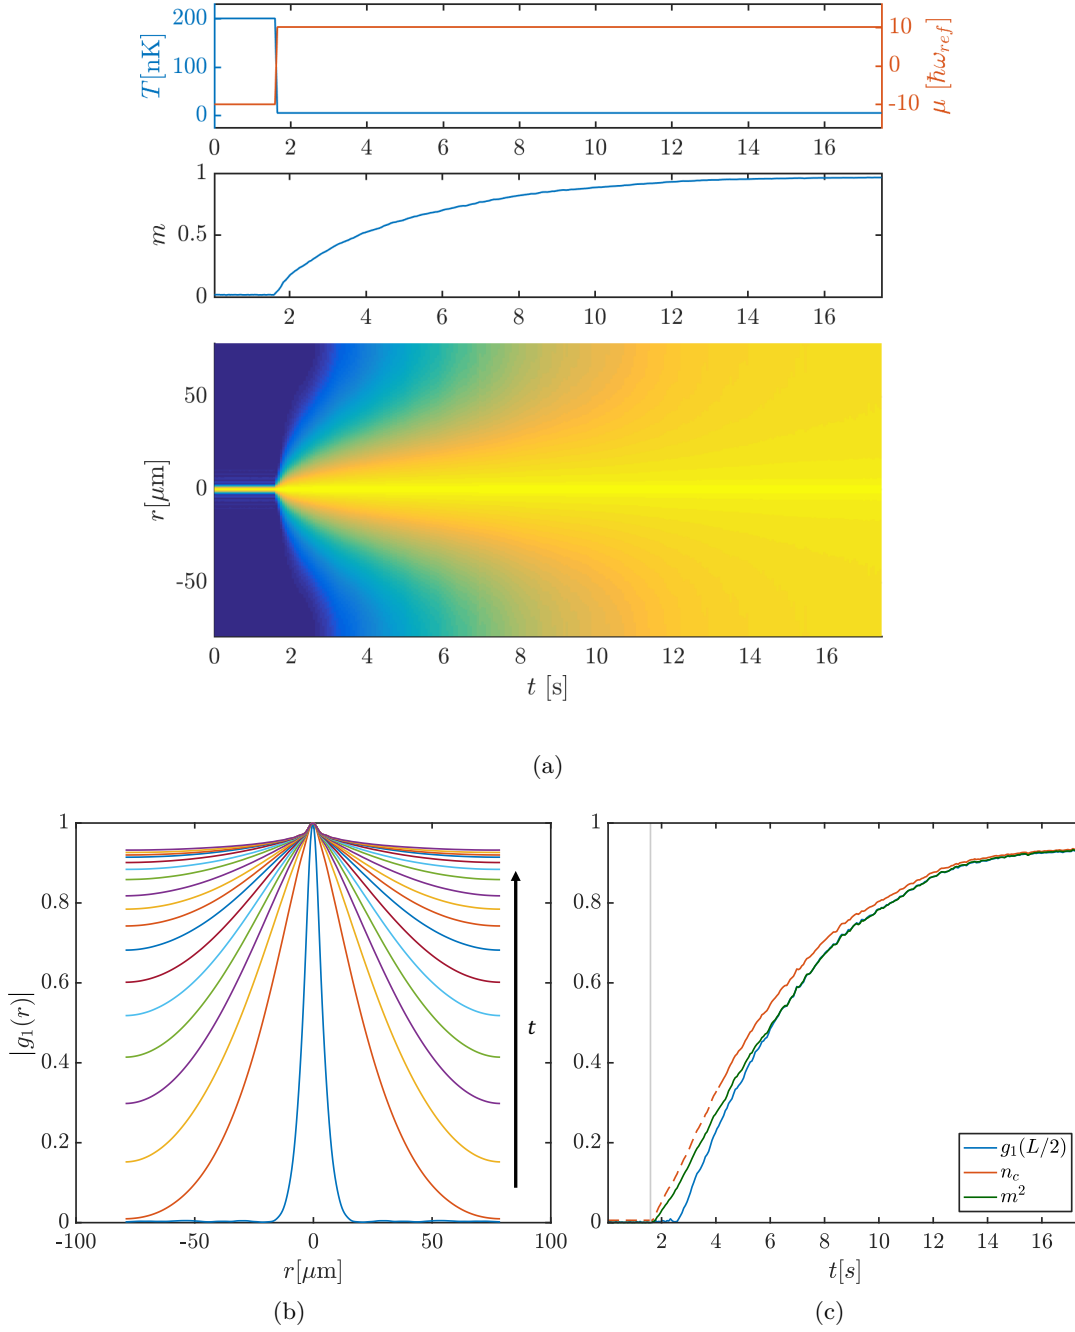 200
100
0
T[nK]
10
0
-10
μ [ℏω_ref]
0 2 4 6 8 10 12 14 16
1
0.5
0
m
2 4 6 8 10 12 14 16
50
0
-50
r[μm]
0 2 4 6 8 10 12 14 16
t [s]
(a)
1
0.8
0.6
0.4
0.2
0
|g₁(r)|
t
-100 -50 0 50 100
r[μm]
(b)
1
0.8
0.6
0.4
0.2
0
g₁(L/2)
n_c
m²
2 4 6 8 10 12 14 16
t[s]
(c)